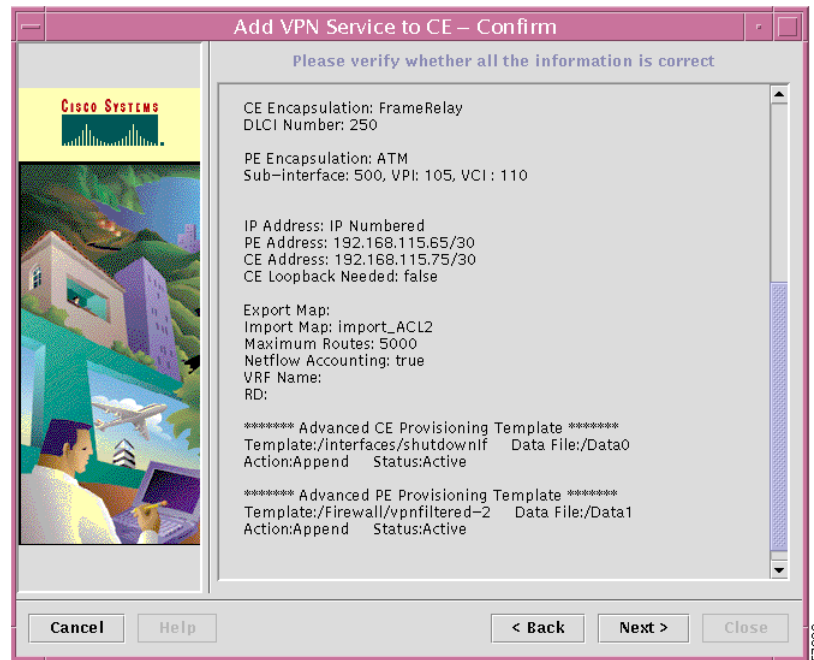 Add VPN Service to CE – Confirm
Please verify whether all the information is correct
CISCO SYSTEMS
CE Encapsulation: FrameRelay
DLCI Number: 250
PE Encapsulation: ATM
Sub-interface: 500, VPI: 105, VCI : 110
IP Address: IP Numbered
PE Address: 192.168.115.65/30
CE Address: 192.168.115.75/30
CE Loopback Needed: false
Export Map:
Import Map: import_ACL2
Maximum Routes: 5000
Netflow Accounting: true
VRF Name:
RD:
******* Advanced CE Provisioning Template *******
Template:/interfaces/shutdownIf Data File:/Data0
Action:Append Status:Active
******* Advanced PE Provisioning Template *******
Template:/Firewall/vpnfiltered-2 Data File:/Data1
Action:Append Status:Active
Cancel Help < Back Next > Close